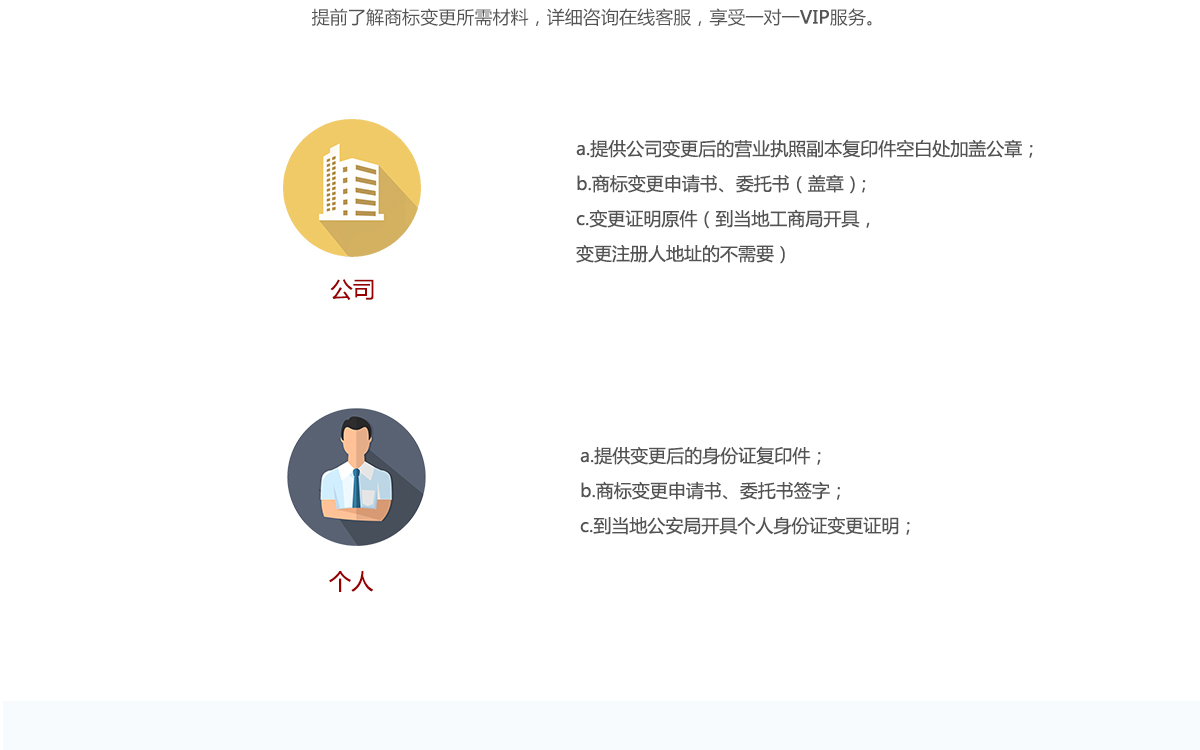 提前了解商标变更所需材料，详细咨询在线客服，享受一对一VIP服务。
a.提供公司变更后的营业执照副本复印件空白处加盖公章；
b.商标变更申请书、委托书（盖章）；
c.变更证明原件（到当地工商局开具，
变更注册人地址的不需要）
公司
a.提供变更后的身份证复印件；
b.商标变更申请书、委托书签字；
c.到当地公安局开具个人身份证变更证明；
个人